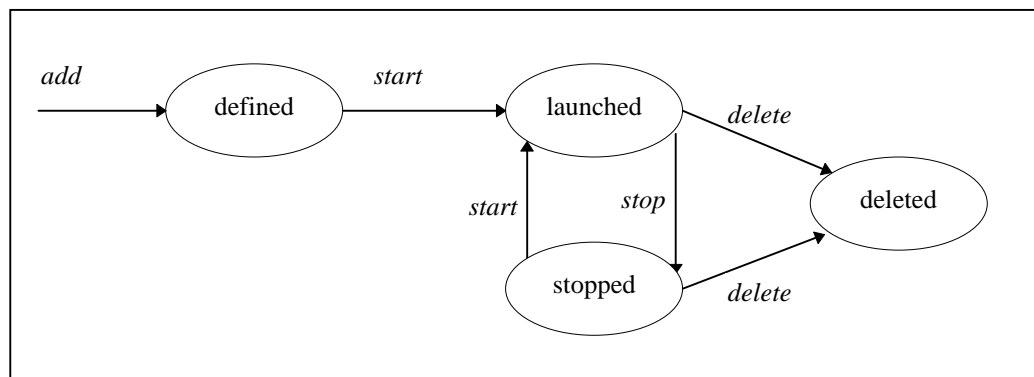 add
start
defined
launched
delete
start
stop
deleted
stopped
delete